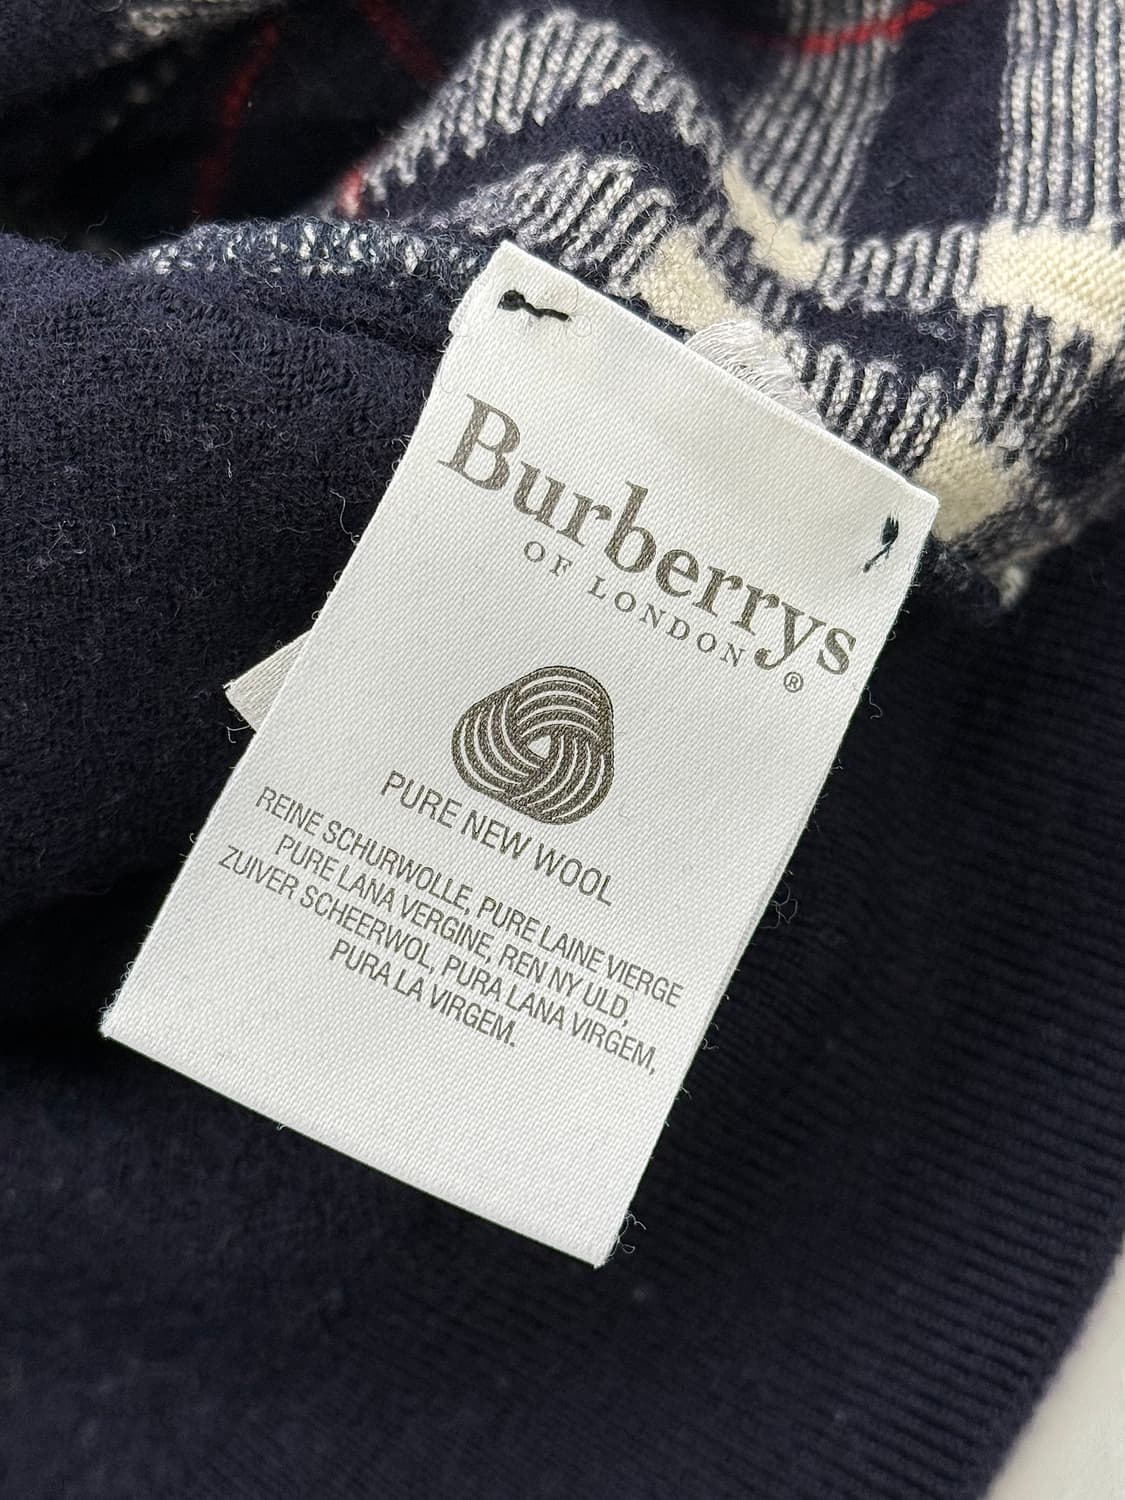 Burberrys
OF LONDON®
PURE NEW WOOL
REINE SCHURWOLLE, PURE LAINE VIERGE
PURE LANA VERGINE, REN NY ULD,
ZUIVER SCHEERWOL, PURA LANA VIRGEM,
PURA LA VIRGEM.